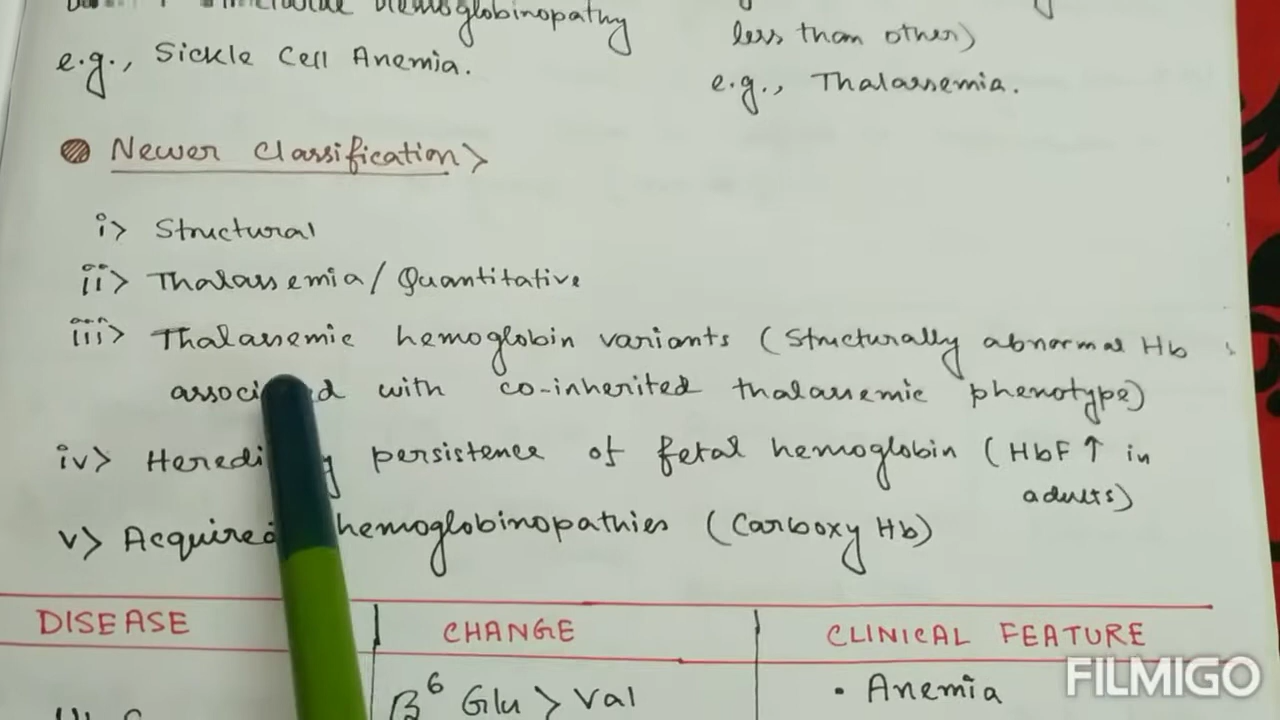 hemoglobinopathy
e.g., Sickle Cell Anemia.
less than other)
e.g., Thalassemia.
Newer Classification>
i> Structural
ii> Thalassemia/Quantitative
iii> Thalassemic hemoglobin variants (Structurally abnormal Hb
with co-inherited thalassemic phenotype)
iv> persistence of fetal hemoglobin (HbF ↑ in
adults)
v> Acquired hemoglobinopathies (Carboxy Hb)
DISEASE CHANGE CLINICAL FEATURE
β6 Glu > Val • Anemia
FILMIGO